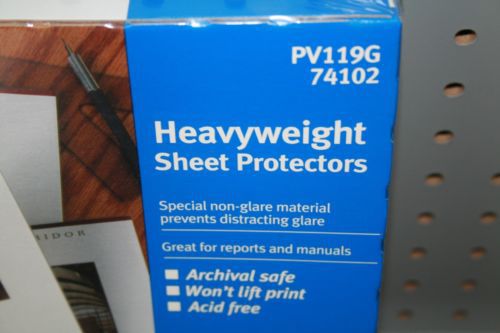 PV119G
74102
Heavyweight
Sheet Protectors
Special non-glare material
prevents distracting glare
Great for reports and manuals
Archival safe
Won't lift print
Acid free
IDOR